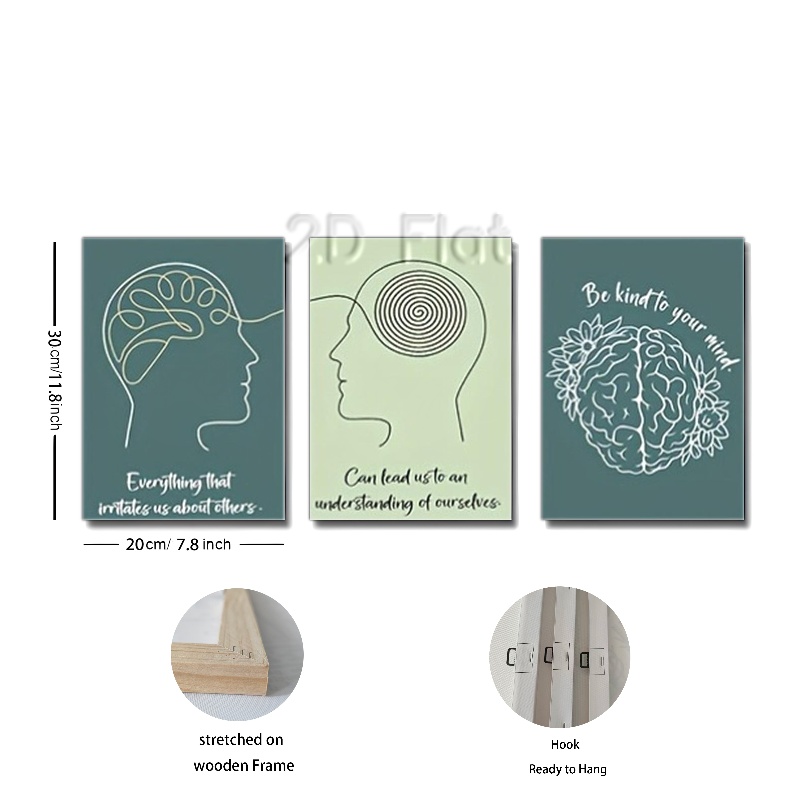 2D Flat
Be kind to your mind.
30cm/11.8inch
Everything that
irritates us about others.
Can lead us to an
understanding of ourselves.
20cm/ 7.8 inch
stretched on
wooden Frame
Hook
Ready to Hang